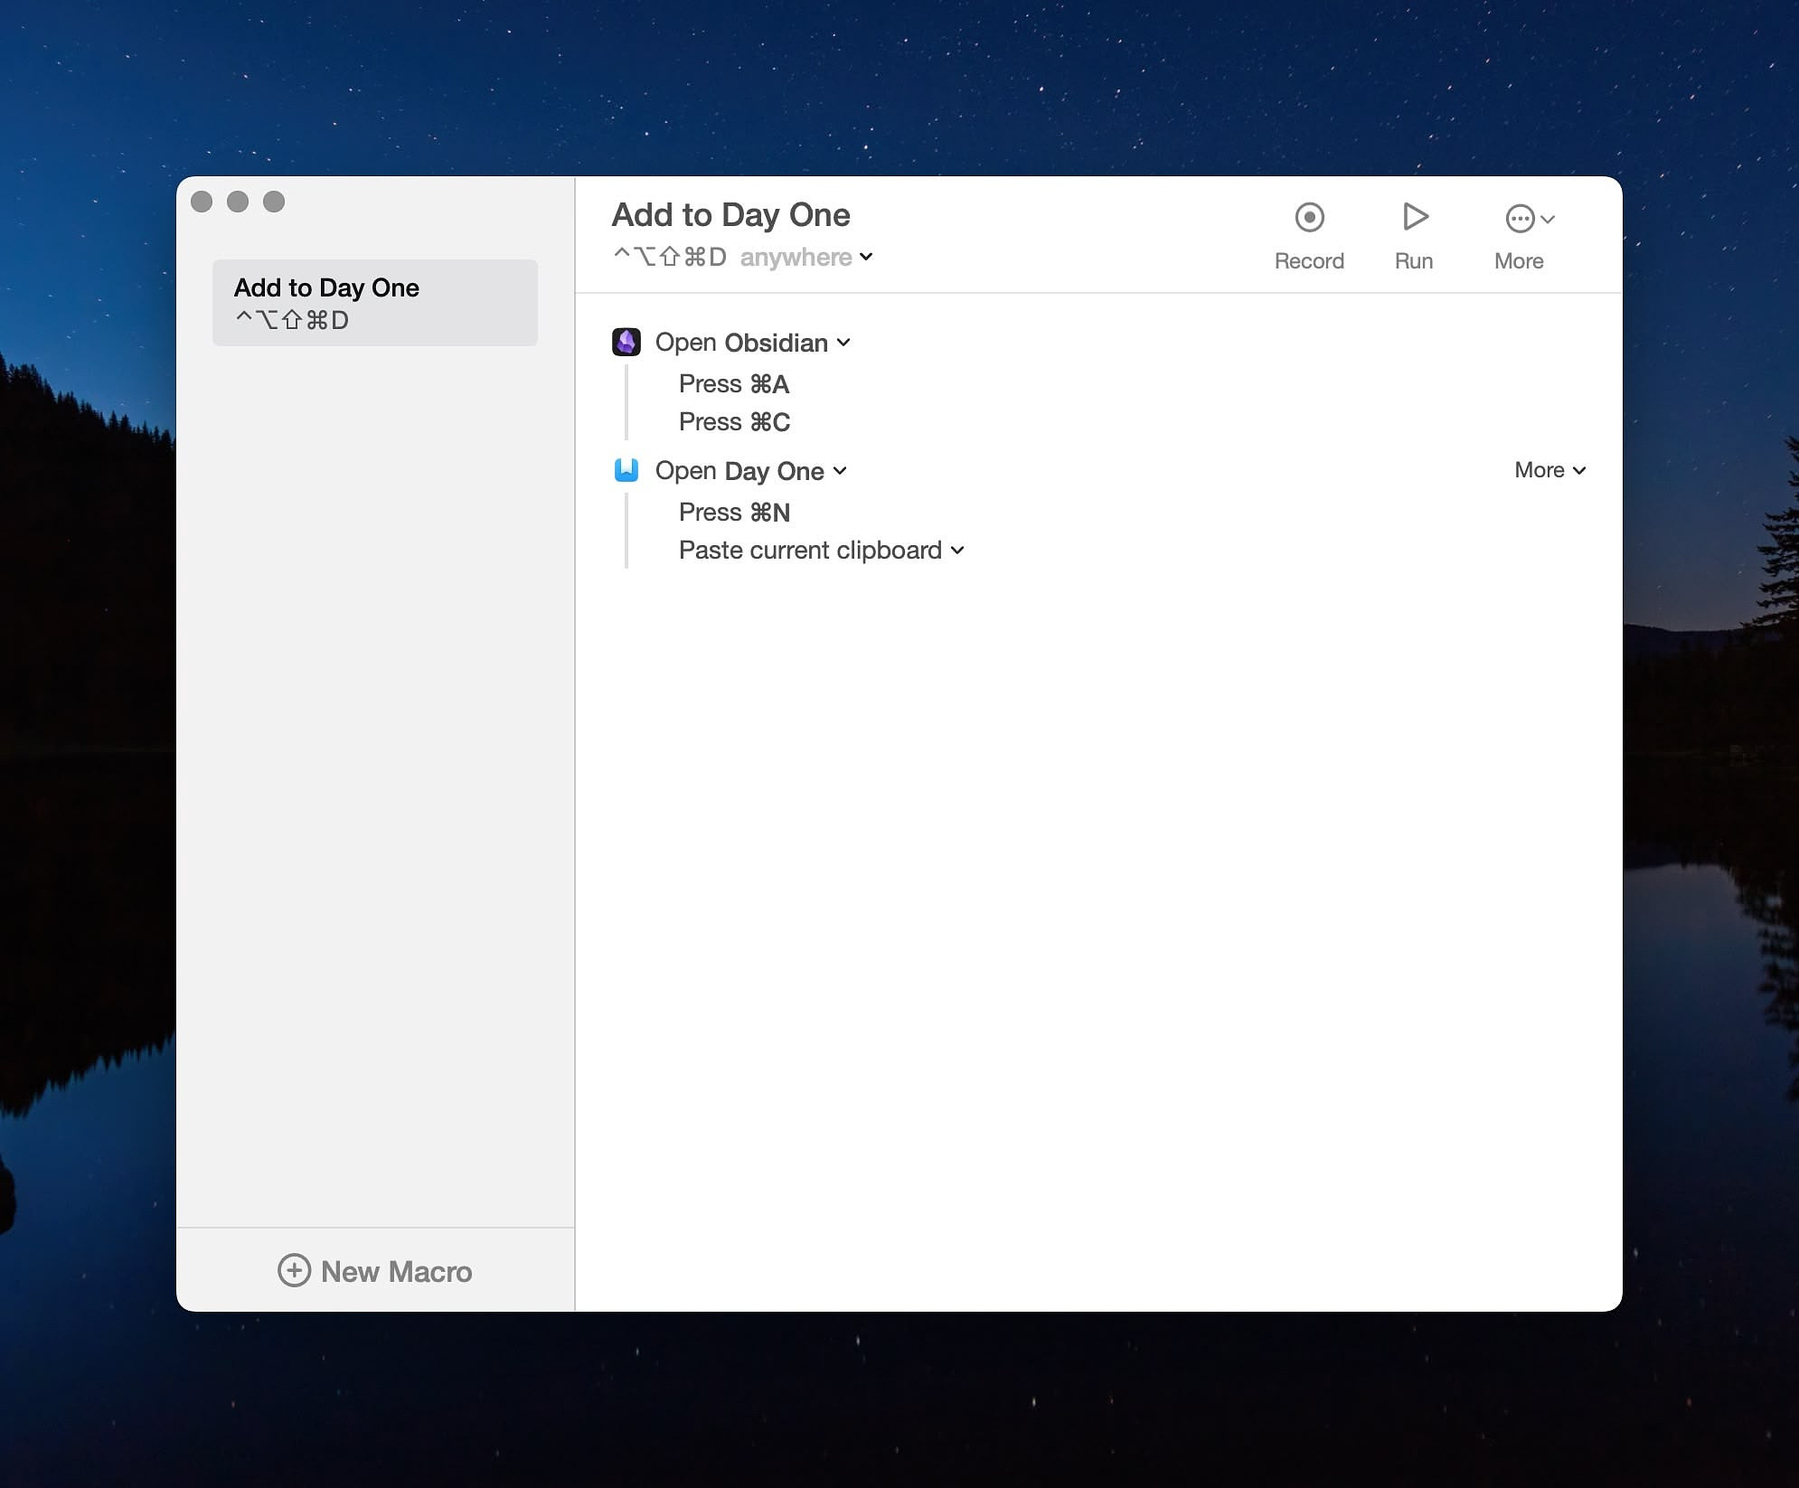 Add to Day One
^⌥⇧⌘D
New Macro
Add to Day One
^⌥⇧⌘D anywhere
Record
Run
More
Open Obsidian
Press ⌘A
Press ⌘C
Open Day One
More
Press ⌘N
Paste current clipboard